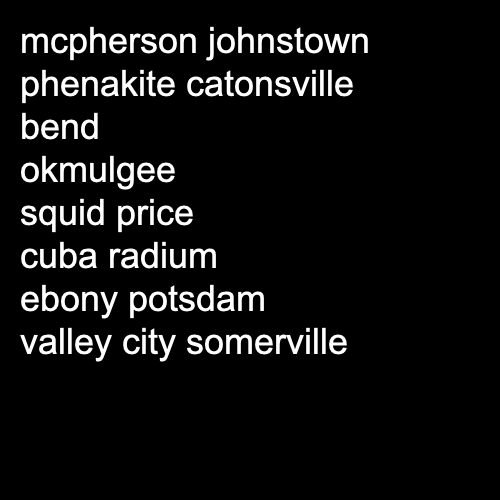 mcpherson johnstown
phenakite catonsville
bend
okmulgee
squid price
cuba radium
ebony potsdam
valley city somerville